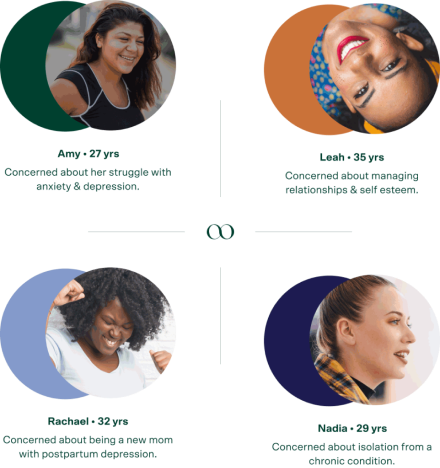 Amy • 27 yrs
Concerned about her struggle with
anxiety & depression.
Leah • 35 yrs
Concerned about managing
relationships & self esteem.
Rachael • 32 yrs
Concerned about being a new mom
with postpartum depression.
Nadia • 29 yrs
Concerned about isolation from a
chronic condition.